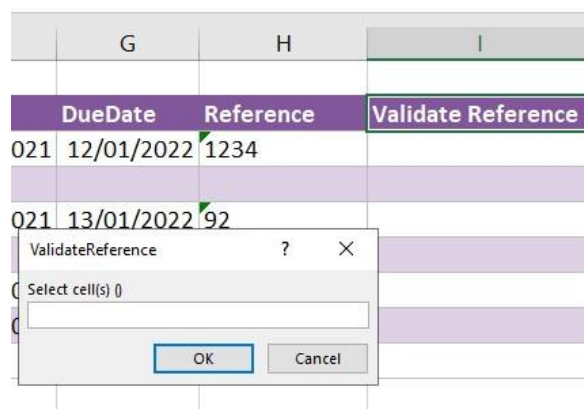 G H I
DueDate Reference Validate Reference
021 12/01/2022 1234
021 13/01/2022 92
ValidateReference ? X
Select cell(s) ()
OK Cancel